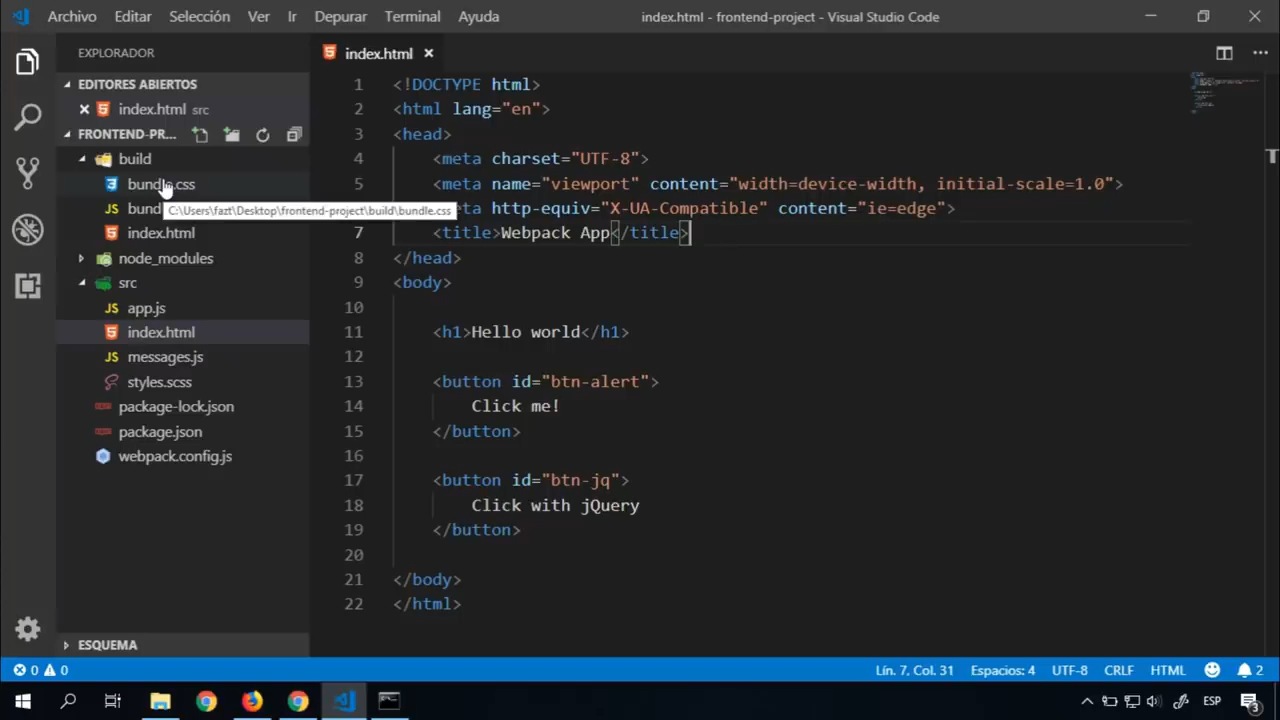 Archivo Editar Selección Ver Ir Depurar Terminal Ayuda
index.html - frontend-project - Visual Studio Code
EXPLORADOR
EDITORES ABIERTOS
index.html src
FRONTEND-PR...
build
bundle.css
JS bund
C:\Users\fazt\Desktop\frontend-project\build\bundle.css
index.html
node_modules
src
JS app.js
index.html
JS messages.js
styles.scss
package-lock.json
package.json
webpack.config.js
ESQUEMA
index.html
1 <!DOCTYPE html>
2 <html lang="en">
3 <head>
4 <meta charset="UTF-8">
5 <meta name="viewport" content="width=device-width, initial-scale=1.0">
ta http-equiv="X-UA-Compatible" content="ie=edge">
7 <title>Webpack App</title>
8 </head>
9 <body>
10
11 <h1>Hello world</h1>
12
13 <button id="btn-alert">
14 Click me!
15 </button>
16
17 <button id="btn-jq">
18 Click with jQuery
19 </button>
20
21 </body>
22 </html>
0 0
Lín. 7, Col. 31 Espacios: 4 UTF-8 CRLF HTML 2
ESP
3